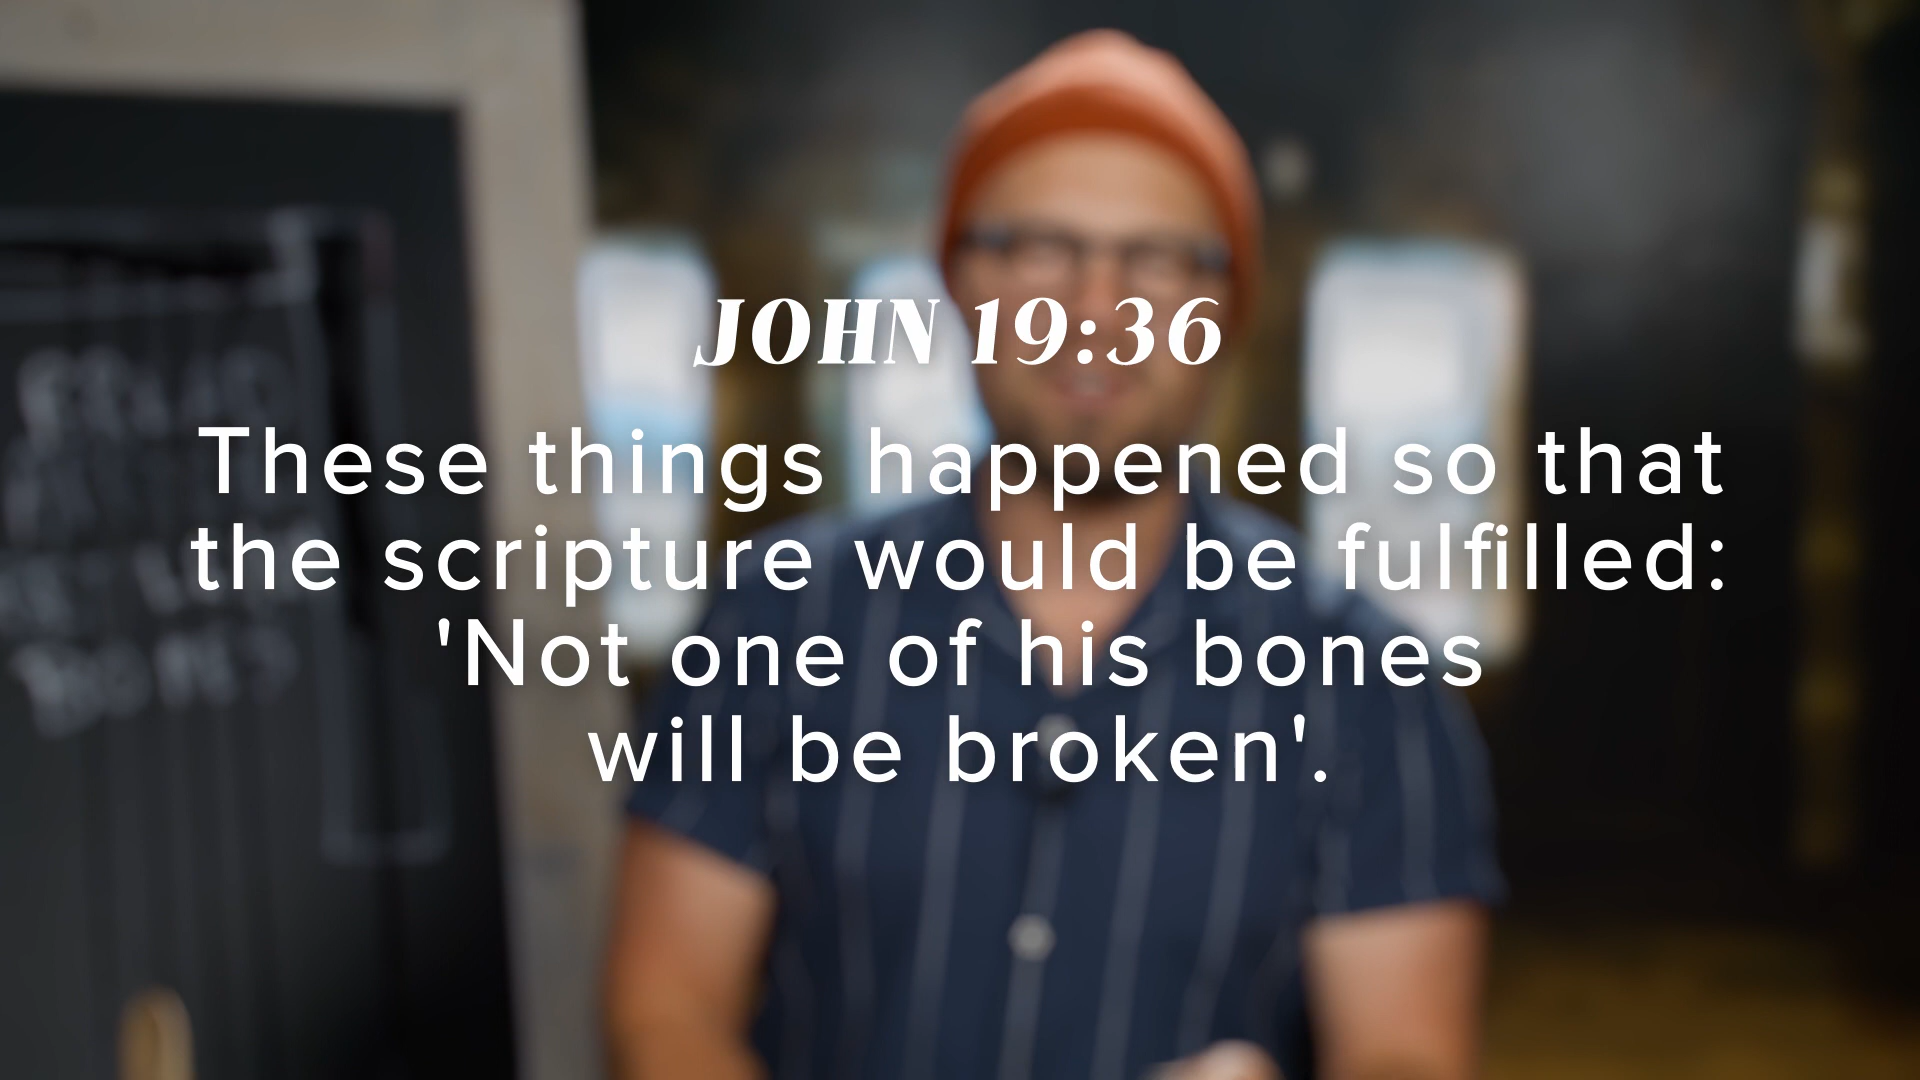 JOHN 19:36
These things happened so that
the scripture would be fulfilled:
'Not one of his bones
will be broken'.